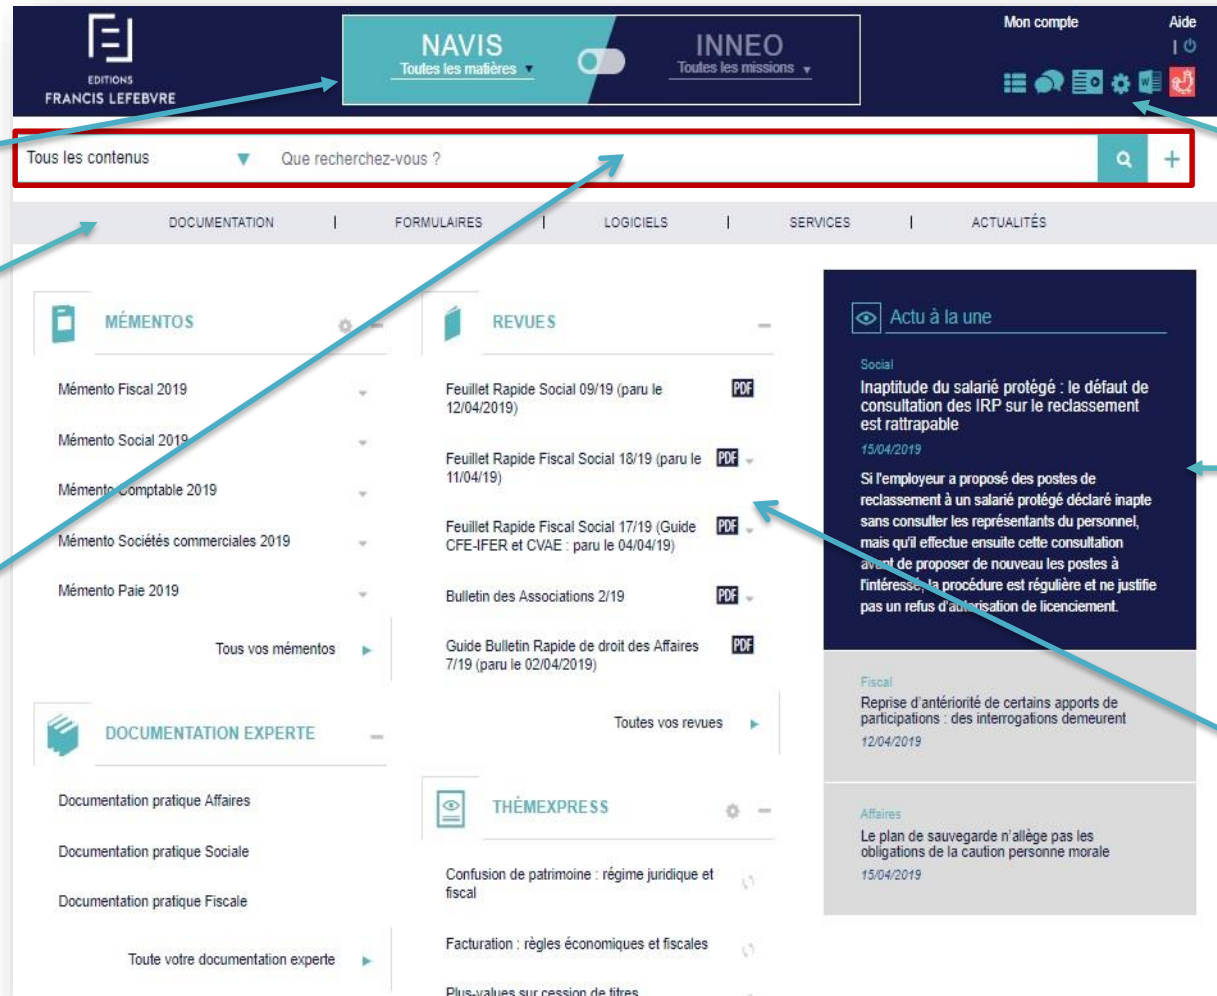 EDITIONS
FRANCIS LEFEBVRE
NAVIS
Toutes les matières
INNEO
Toutes les missions
Mon compte
Aide
Tous les contenus
Que recherchez-vous ?
+
DOCUMENTATION | FORMULAIRES | LOGICIELS | SERVICES | ACTUALITÉS
MÉMENTOS
Mémento Fiscal 2019
Mémento Social 2019
Mémento Comptable 2019
Mémento Sociétés commerciales 2019
Mémento Paie 2019
Tous vos mémentos
DOCUMENTATION EXPERTE
Documentation pratique Affaires
Documentation pratique Sociale
Documentation pratique Fiscale
Toute votre documentation experte
REVUES
Feuillet Rapide Social 09/19 (paru le PDF
12/04/2019)
Feuillet Rapide Fiscal Social 18/19 (paru le PDF
11/04/19)
Feuillet Rapide Fiscal Social 17/19 (Guide PDF
CFE-IFER et CVAE : paru le 04/04/19)
Bulletin des Associations 2/19 PDF
Guide Bulletin Rapide de droit des Affaires PDF
7/19 (paru le 02/04/2019)
Toutes vos revues
THÈMEXPRESS
Confusion de patrimoine : régime juridique et
fiscal
Facturation : règles économiques et fiscales
Plus-values sur cession de titres
Actu à la une
Social
Inaptitude du salarié protégé : le défaut de
consultation des IRP sur le reclassement
est rattrapable
15/04/2019
Si l'employeur a proposé des postes de
reclassement à un salarié protégé déclaré inapte
sans consulter les représentants du personnel,
mais qu'il effectue ensuite cette consultation
avant de proposer de nouveau les postes à
l'intéressé, la procédure est régulière et ne justifie
pas un refus d'autorisation de licenciement.
Fiscal
Reprise d'antériorité de certains apports de
participations : des interrogations demeurent
12/04/2019
Affaires
Le plan de sauvegarde n'allège pas les
obligations de la caution personne morale
15/04/2019